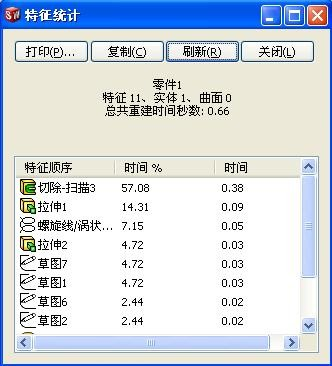 特征统计
打印(P)... 复制(C) 刷新(R) 关闭(L)
零件1
特征 11、实体 1、曲面 0
总共重建时间秒数: 0.66
特征顺序 时间 % 时间
切除-扫描3 57.08 0.38
拉伸1 14.31 0.09
螺旋线/涡状... 7.15 0.05
拉伸2 4.72 0.03
草图7 4.72 0.03
草图1 4.72 0.03
草图6 2.44 0.02
草图2 2.44 0.02